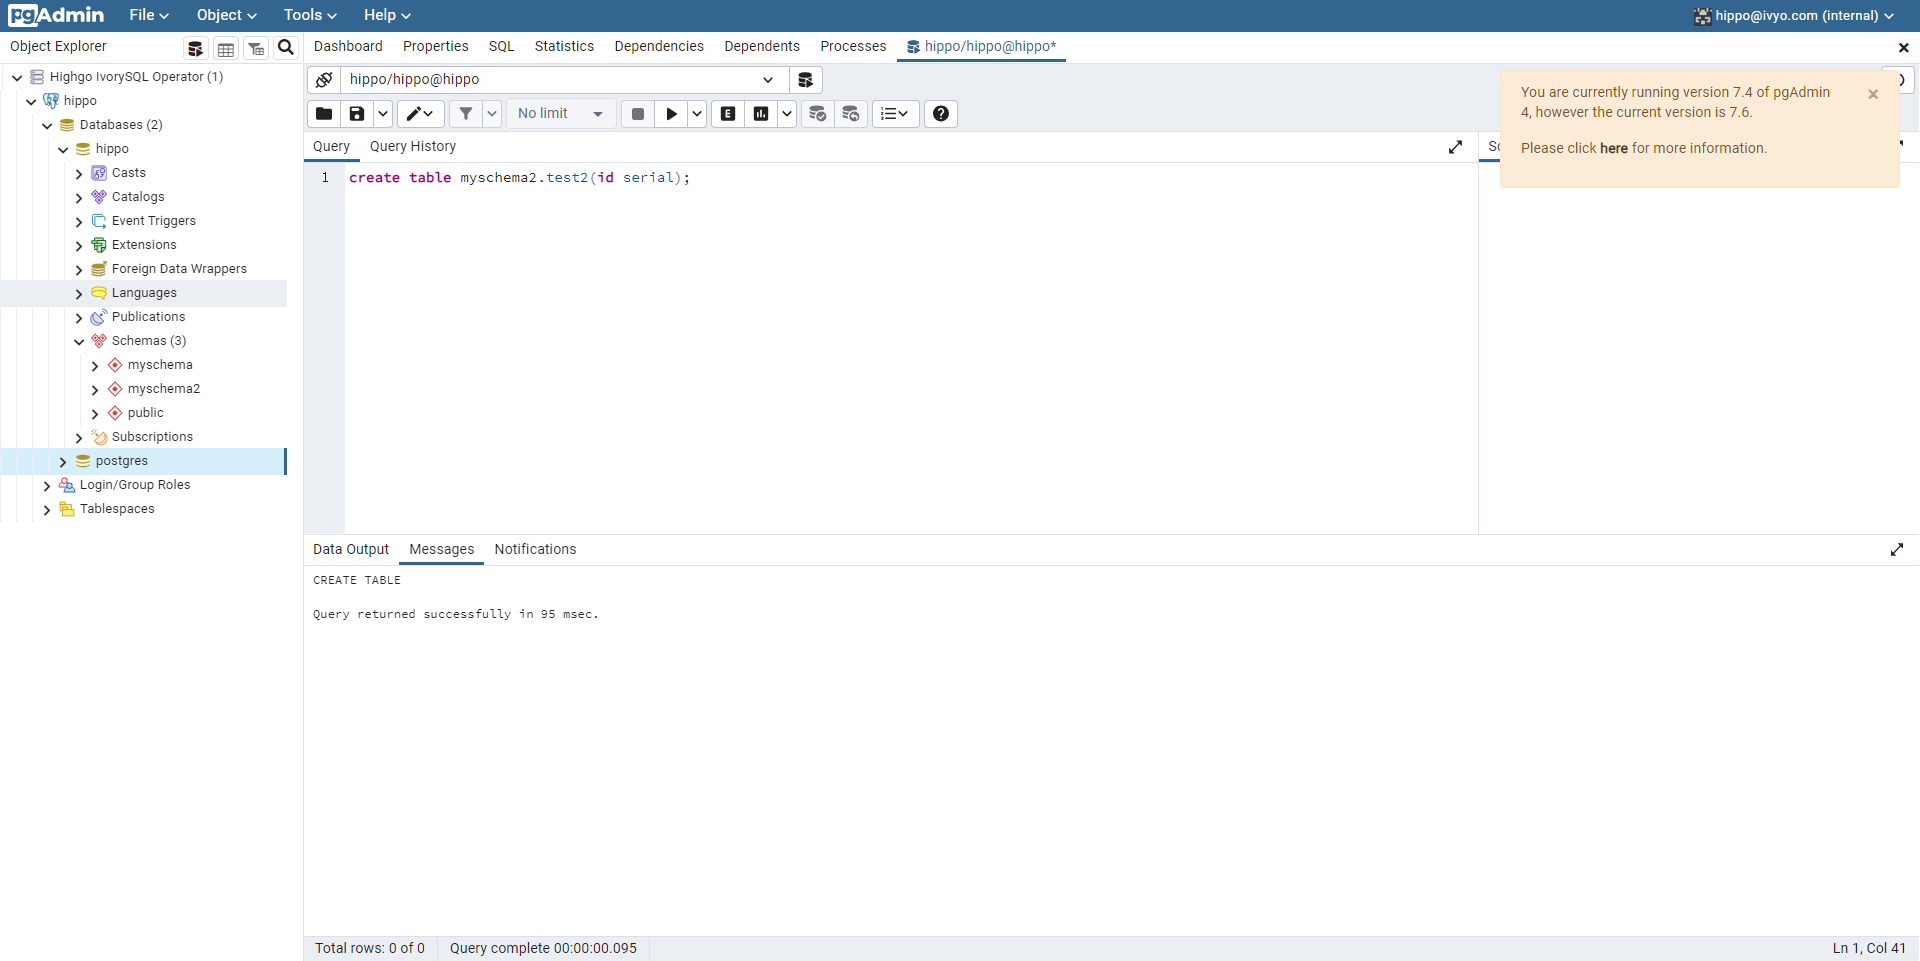 pgAdmin File Object Tools Help hippo@ivyo.com (internal)
Object Explorer
Dashboard Properties SQL Statistics Dependencies Dependents Processes hippo/hippo@hippo*
Highgo IvorySQL Operator (1)
hippo
Databases (2)
hippo
Casts
Catalogs
Event Triggers
Extensions
Foreign Data Wrappers
Languages
Publications
Schemas (3)
myschema
myschema2
public
Subscriptions
postgres
Login/Group Roles
Tablespaces
hippo/hippo@hippo
No limit
E
You are currently running version 7.4 of pgAdmin
4, however the current version is 7.6.
Please click here for more information.
Query Query History
1 create table myschema2.test2(id serial);
Data Output Messages Notifications
CREATE TABLE
Query returned successfully in 95 msec.
Total rows: 0 of 0 Query complete 00:00:00.095 Ln 1, Col 41